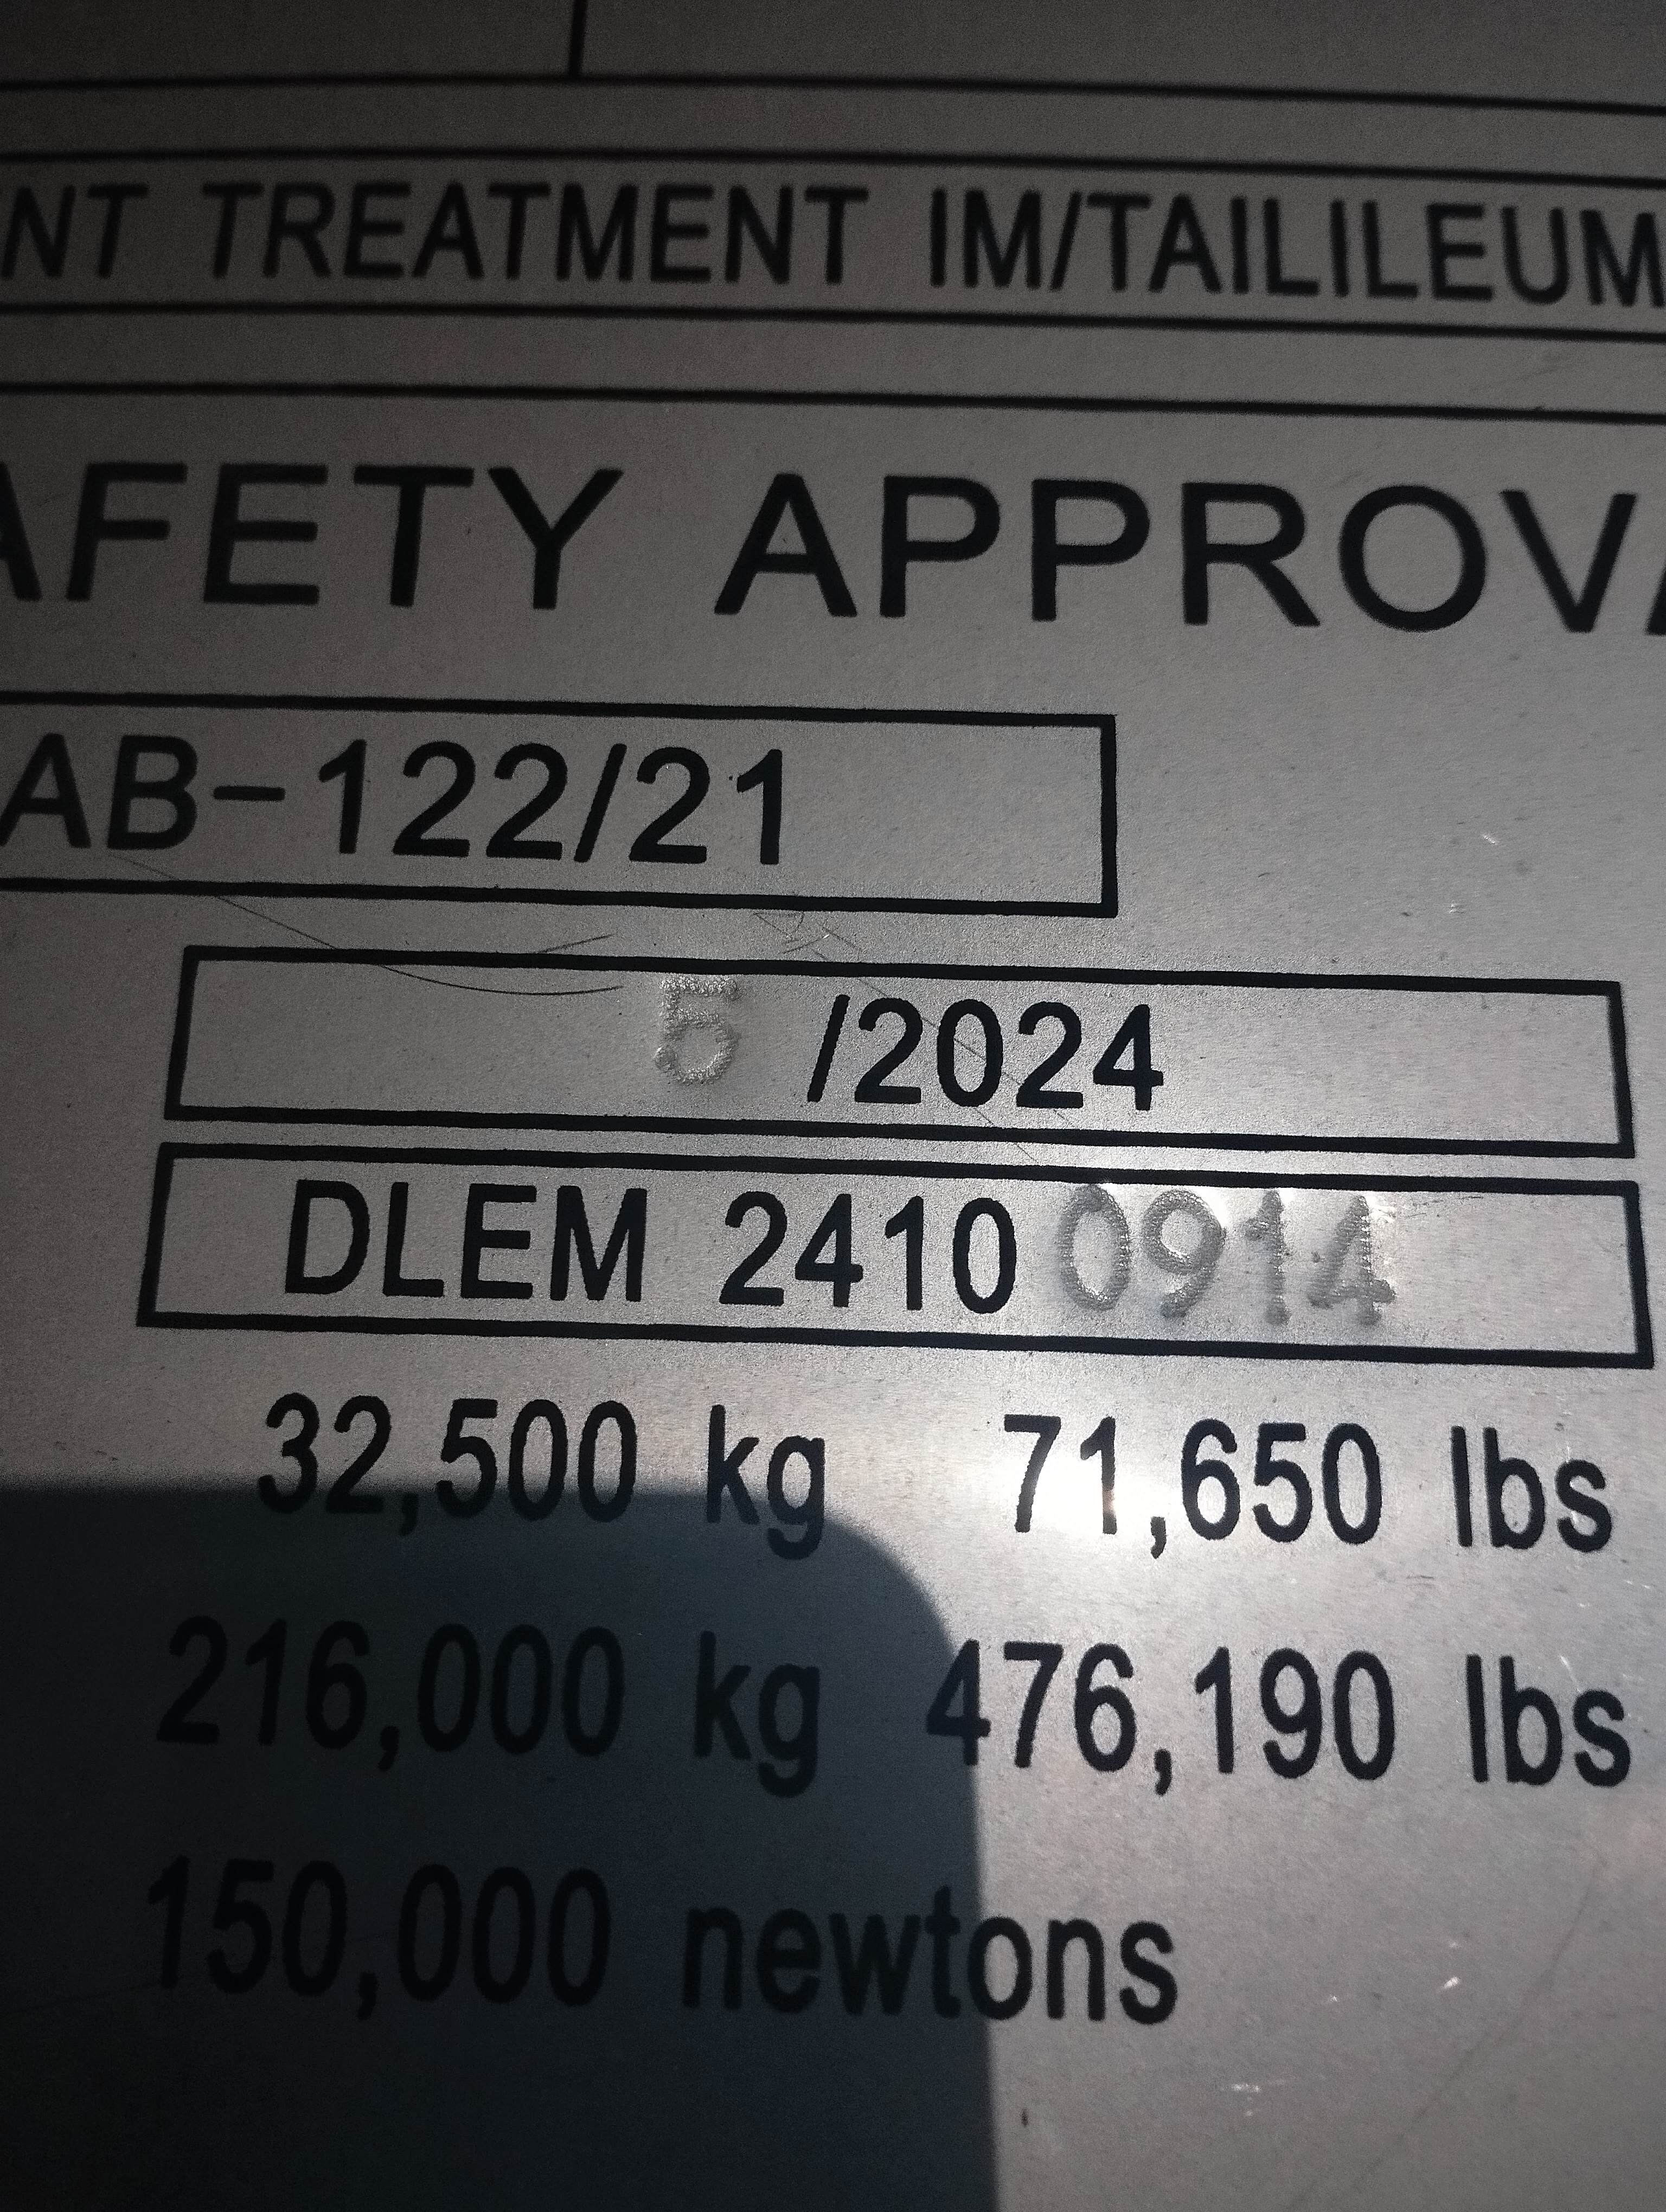 NT TREATMENT IM/TAILILEUM
AFETY APPROVA
AB-122/21
5 /2024
DLEM 24100914
32,500 kg 71,650 lbs
216,000 kg 476,190 lbs
150,000 newtons